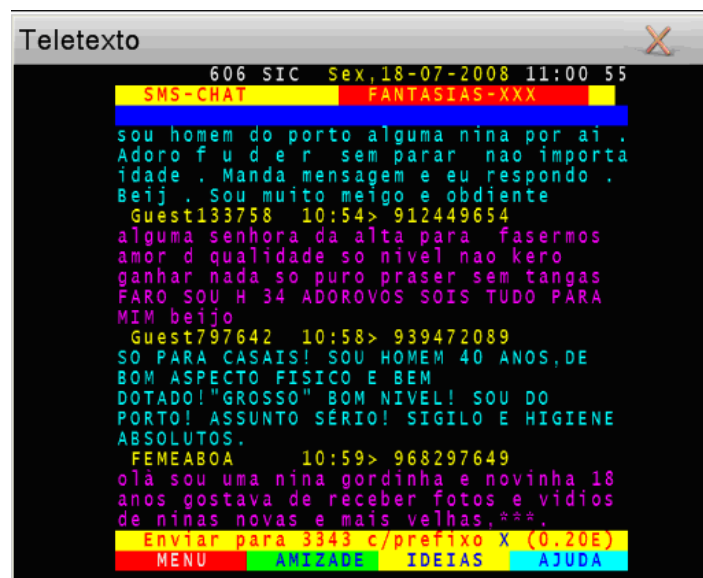 Teletexto
606 SIC Sex,18-07-2008 11:00 55
SMS-CHAT FANTASIAS-XXX
sou homem do porto alguma nina por ai .
Adoro f u d e r sem parar nao importa
idade . Manda mensagem e eu respondo .
Beij . Sou muito meigo e obdiente
Guest133758 10:54> 912449654
alguma senhora da alta para fasermos
amor d qualidade so nivel nao kero
ganhar nada so puro praser sem tangas
FARO SOU H 34 ADOROVOS SOIS TUDO PARA
MIM beijo
Guest797642 10:58> 939472089
SO PARA CASAIS! SOU HOMEM 40 ANOS,DE
BOM ASPECTO FISICO E BEM
DOTADO!"GROSSO" BOM NIVEL! SOU DO
PORTO! ASSUNTO SÉRIO! SIGILO E HIGIENE
ABSOLUTOS.
FEMEABOA 10:59> 968297649
olà sou uma nina gordinha e novinha 18
anos gostava de receber fotos e vidios
de ninas novas e mais velhas,***.
Enviar para 3343 c/prefixo X (0.20E)
MENU AMIZADE IDEIAS AJUDA